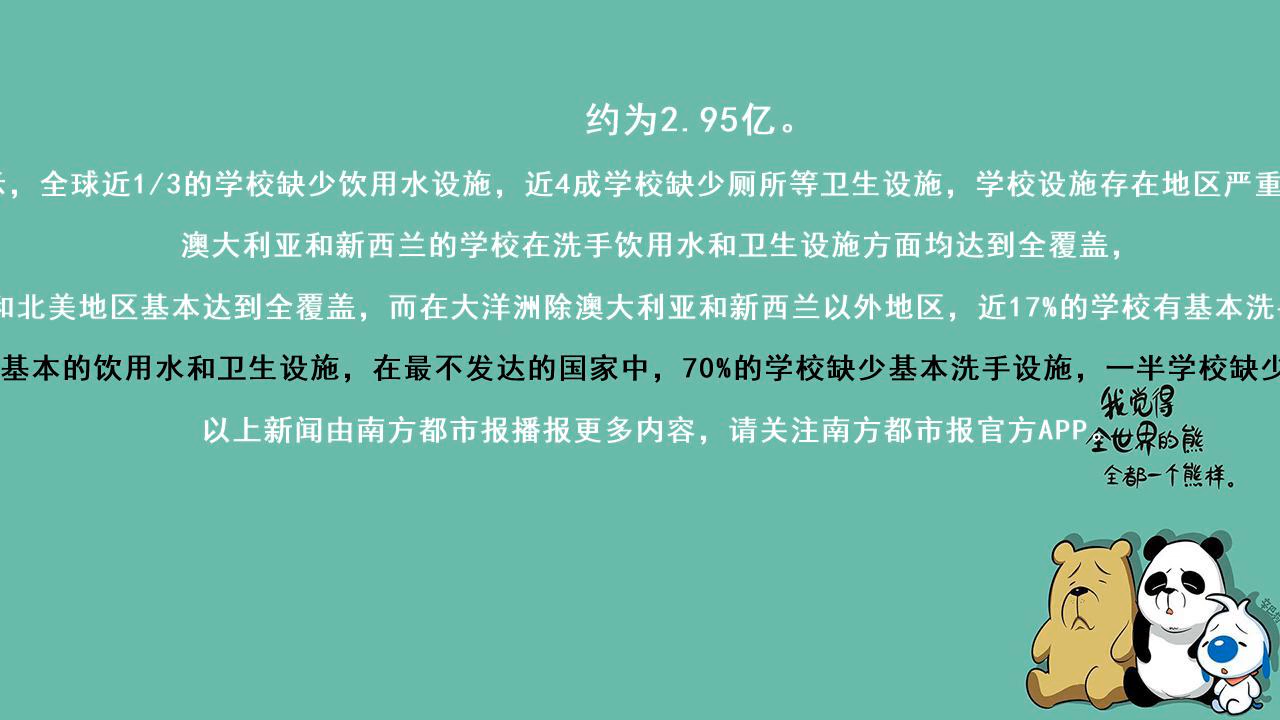 约为2.95亿。
，全球近1/3的学校缺少饮用水设施，近4成学校缺少厕所等卫生设施，学校设施存在地区严重
澳大利亚和新西兰的学校在洗手饮用水和卫生设施方面均达到全覆盖，
和北美地区基本达到全覆盖，而在大洋洲除澳大利亚和新西兰以外地区，近17%的学校有基本洗
基本的饮用水和卫生设施，在最不发达的国家中，70%的学校缺少基本洗手设施，一半学校缺少
以上新闻由南方都市报播报更多内容，请关注南方都市报官方APP。
我觉得
全世界的熊
全都一个熊样。